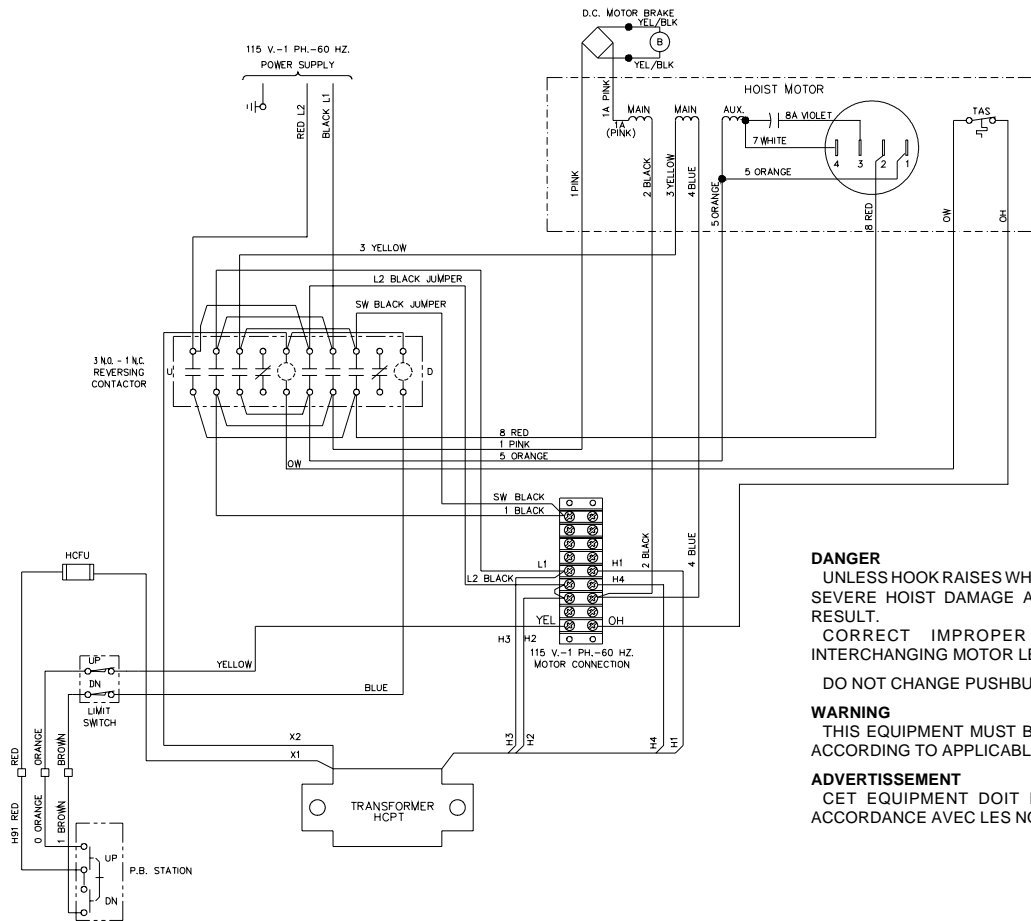 D.C. MOTOR BRAKE
YEL/BLK
B
YEL/BLK
115 V.-1 PH.-60 HZ.
POWER SUPPLY
RED L2
BLACK L1
HOIST MOTOR
1A PINK
1A
(PINK)
MAIN
MAIN
AUX.
8A VIOLET
7 WHITE
4
3
2
1
TAS
5 ORANGE
1 PINK
2 BLACK
3 YELLOW
4 BLUE
5 ORANGE
8 RED
OW
OH
3 YELLOW
L2 BLACK JUMPER
SW BLACK JUMPER
3 N.O. - 1 N.C.
REVERSING
CONTACTOR
U
D
8 RED
1 PINK
5 ORANGE
OW
SW BLACK
1 BLACK
2 BLACK
4 BLUE
HCFU
L1
H1
L2 BLACK
H4
YEL
OH
H3
H2
115 V.-1 PH.-60 HZ.
MOTOR CONNECTION
UP
YELLOW
DN
BLUE
LIMIT
SWITCH
RED
ORANGE
BROWN
X2
X1
H3
H2
H4
H1
TRANSFORMER
HCPT
H91 RED
0 ORANGE
1 BROWN
UP
DN
P.B. STATION
DANGER
UNLESS HOOK RAISES WH
SEVERE HOIST DAMAGE A
RESULT.
CORRECT IMPROPER
INTERCHANGING MOTOR LE
DO NOT CHANGE PUSHBU
WARNING
THIS EQUIPMENT MUST B
ACCORDING TO APPLICABL
ADVERTISSEMENT
CET EQUIPMENT DOIT
ACCORDANCE AVEC LES NO